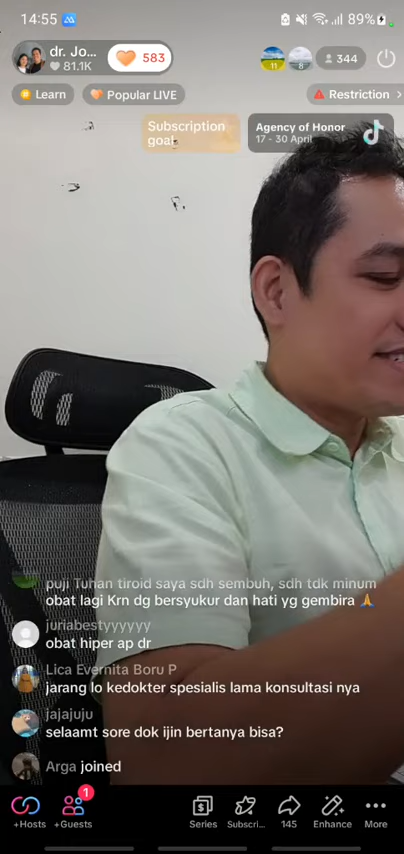 14:55
89%
dr. Jo...
81.1K
583
11
8
344
Learn
Popular LIVE
Restriction
Subscription
goal
Agency of Honor
17 - 30 April
puji Tuhan tiroid saya sdh sembuh, sdh tdk minum
obat lagi Krn dg bersyukur dan hati yg gembira 🙏
juriabestyyyyyy
obat hiper ap dr
Lica Evernita Boru P
jarang lo kedokter spesialis lama konsultasi nya
jajajuju
selaamt sore dok ijin bertanya bisa?
Arga joined
1
+Hosts
+Guests
Series
Subscri...
145
Enhance
More